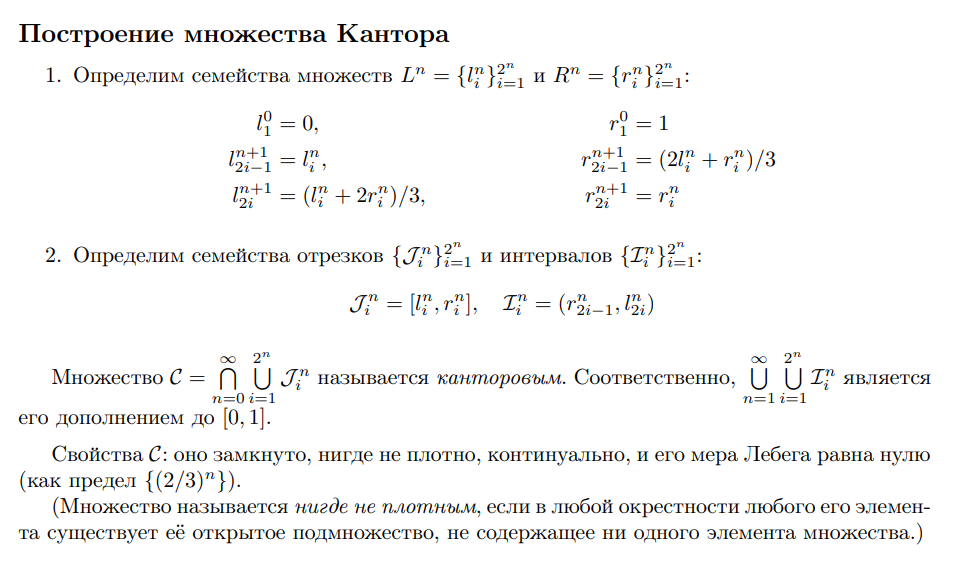 Построение множества Кантора
1. Определим семейства множеств $L^n = \{l_i^n\}_{i=1}^{2^n}$ и $R^n = \{r_i^n\}_{i=1}^{2^n}$:
$l_1^0 = 0,$ $r_1^0 = 1$
$l_{2i-1}^{n+1} = l_i^n,$ $r_{2i-1}^{n+1} = (2l_i^n + r_i^n)/3$
$l_{2i}^{n+1} = (l_i^n + 2r_i^n)/3,$ $r_{2i}^{n+1} = r_i^n$
2. Определим семейства отрезков $\{\mathcal{J}_i^n\}_{i=1}^{2^n}$ и интервалов $\{\mathcal{I}_i^n\}_{i=1}^{2^n}$:
$\mathcal{J}_i^n = [l_i^n, r_i^n], \quad \mathcal{I}_i^n = (r_{2i-1}^n, l_{2i}^n)$
Множество $\mathcal{C} = \bigcap_{n=0}^{\infty} \bigcup_{i=1}^{2^n} \mathcal{J}_i^n$ называется канторовым. Соответственно, $\bigcup_{n=1}^{\infty} \bigcup_{i=1}^{2^n} \mathcal{I}_i^n$ является
его дополнением до $[0, 1]$.
Свойства $\mathcal{C}$: оно замкнуто, нигде не плотно, континуально, и его мера Лебега равна нулю
(как предел $\{(2/3)^n\}$).
(Множество называется нигде не плотным, если в любой окрестности любого его элемен-
та существует её открытое подмножество, не содержащее ни одного элемента множества.)